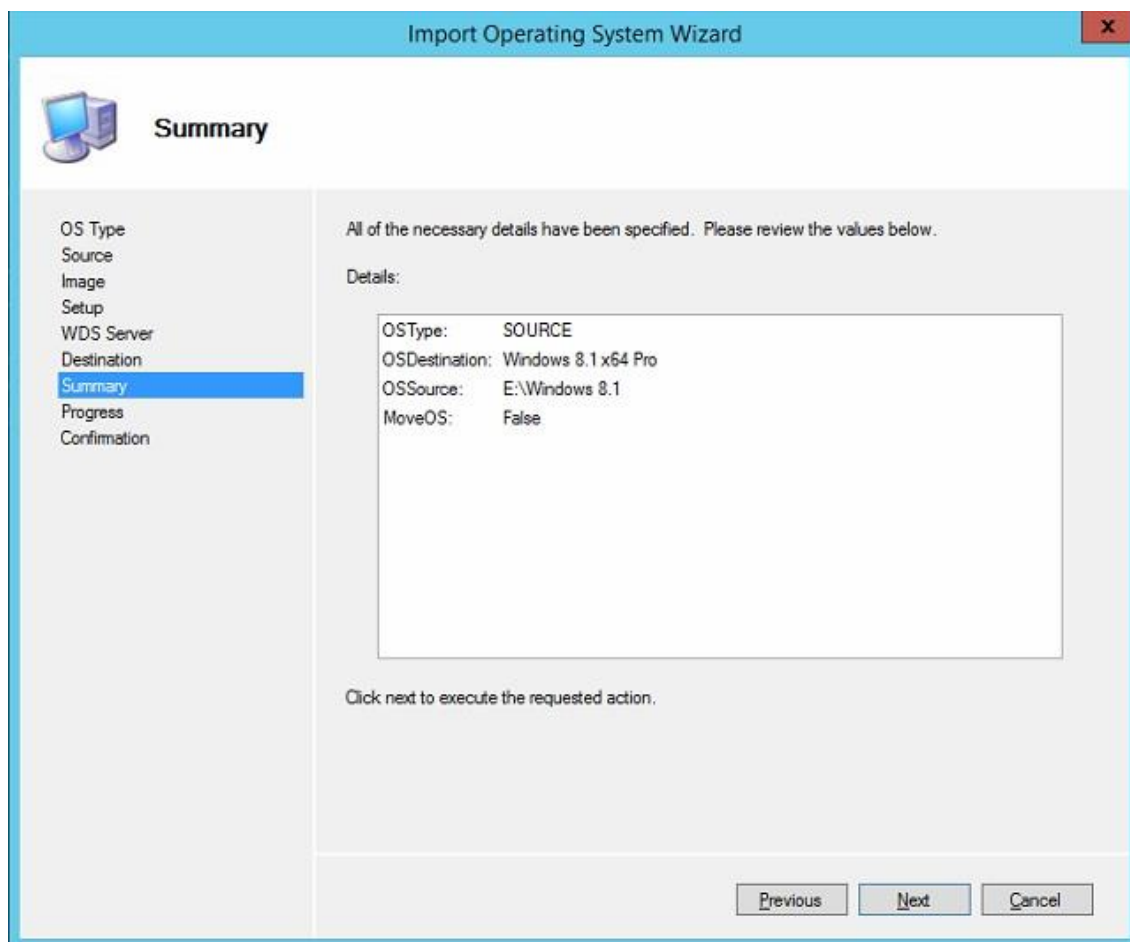 Import Operating System Wizard
x
Summary
OS Type
Source
Image
Setup
WDS Server
Destination
Summary
Progress
Confirmation
All of the necessary details have been specified.  Please review the values below.
Details:
OSType: SOURCE
OSDestination: Windows 8.1 x64 Pro
OSSource: E:\Windows 8.1
MoveOS: False
Click next to execute the requested action.
Previous Next Cancel